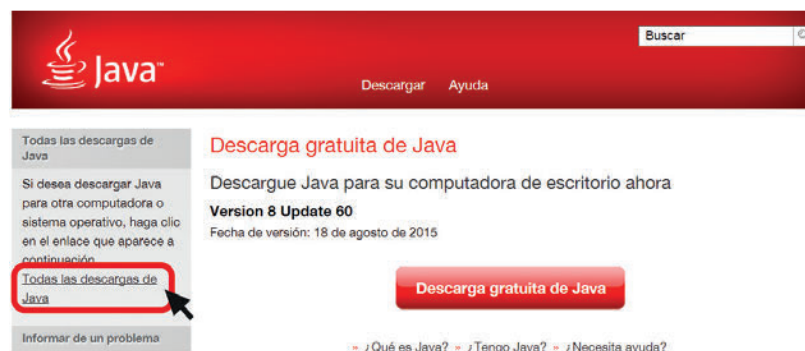 Java™
Buscar
Descargar Ayuda
Todas las descargas de
Java
Si desea descargar Java
para otra computadora o
sistema operativo, haga clic
en el enlace que aparece a
continuación
Todas las descargas de
Java
Informar de un problema
Descarga gratuita de Java
Descargue Java para su computadora de escritorio ahora
Version 8 Update 60
Fecha de versión: 18 de agosto de 2015
Descarga gratuita de Java
» ¿Qué es Java? » ¿Tengo Java? » ¿Necesita ayuda?